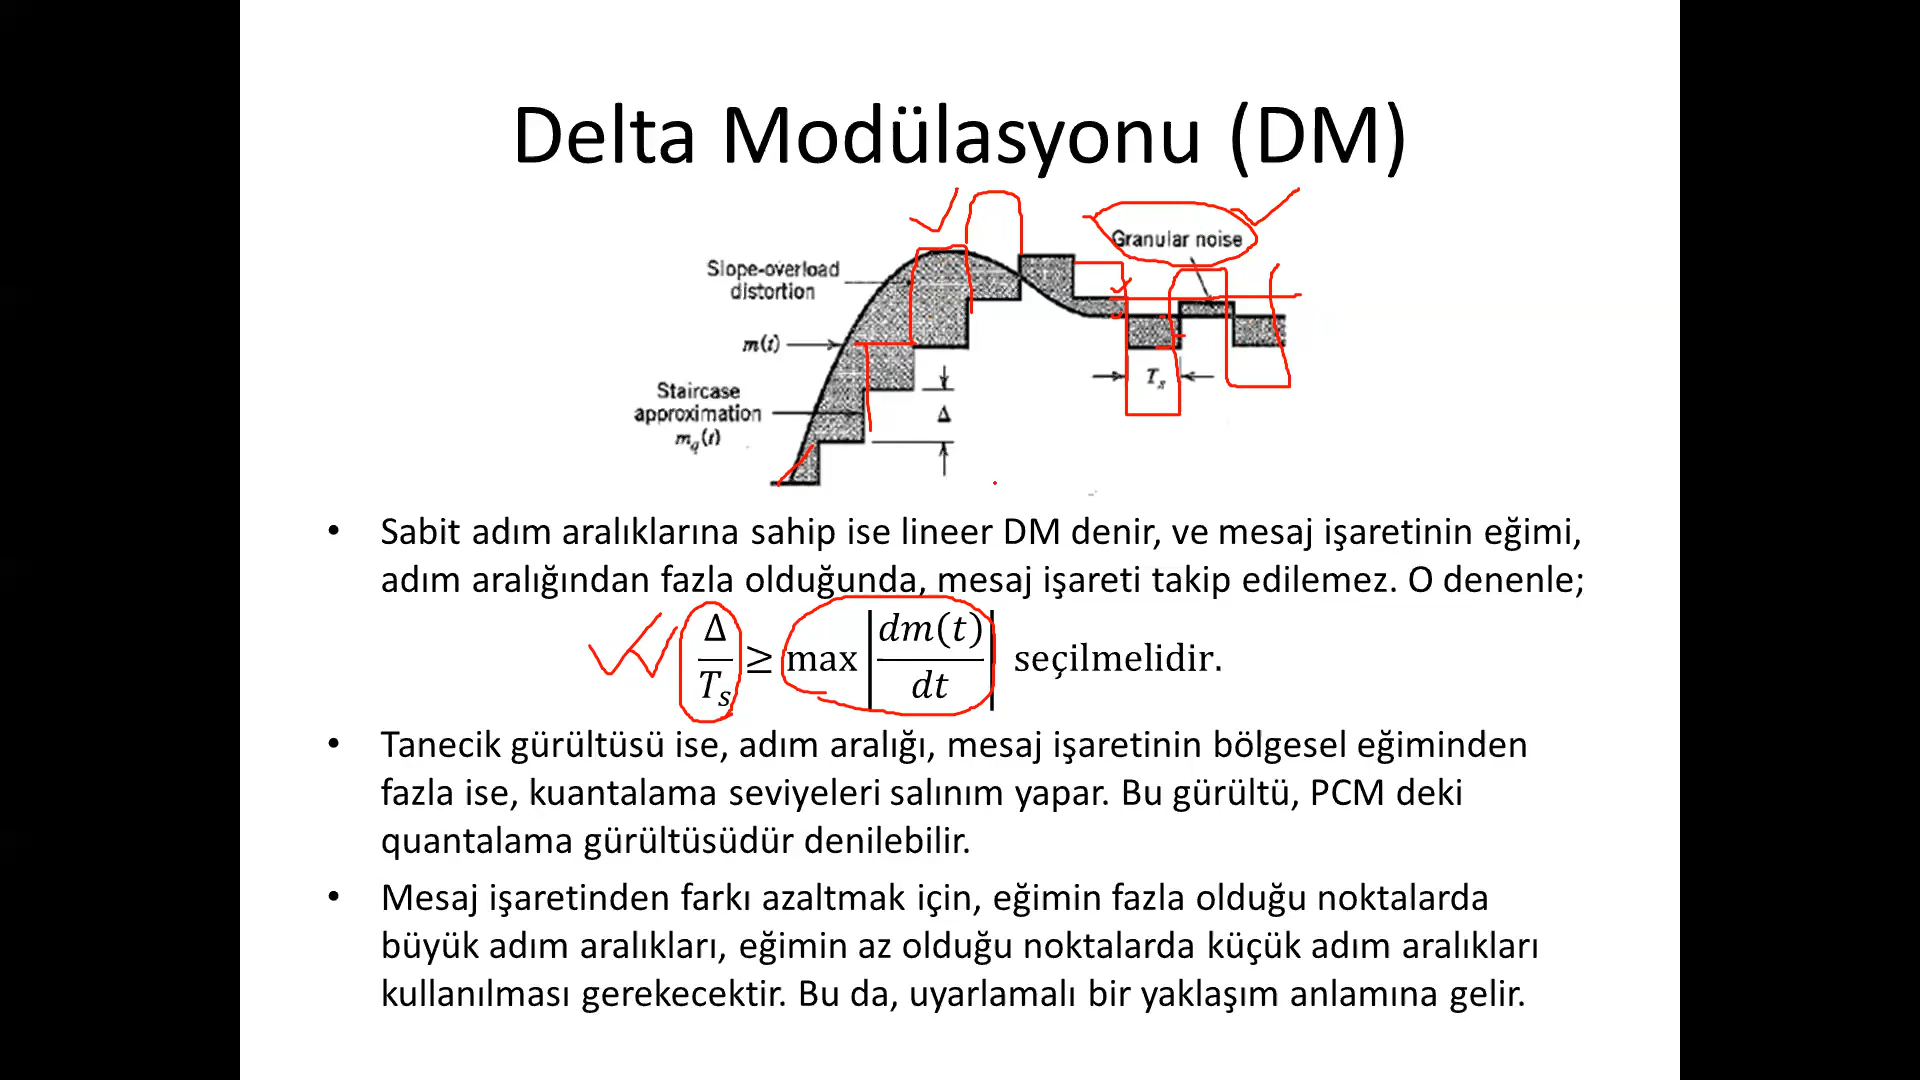 Delta Modülasyonu (DM)
Granular noise
Slope-overload
distortion
m(t)
Staircase
approximation
m_q(t)
Δ
T_s
• Sabit adım aralıklarına sahip ise lineer DM denir, ve mesaj işaretinin eğimi,
adım aralığından fazla olduğunda, mesaj işareti takip edilemez. O denenle;
Δ/T_s ≥ max |dm(t)/dt| seçilmelidir.
• Tanecik gürültüsü ise, adım aralığı, mesaj işaretinin bölgesel eğiminden
fazla ise, kuantalama seviyeleri salınım yapar. Bu gürültü, PCM deki
quantalama gürültüsüdür denilebilir.
• Mesaj işaretinden farkı azaltmak için, eğimin fazla olduğu noktalarda
büyük adım aralıkları, eğimin az olduğu noktalarda küçük adım aralıkları
kullanılması gerekecektir. Bu da, uyarlamalı bir yaklaşım anlamına gelir.